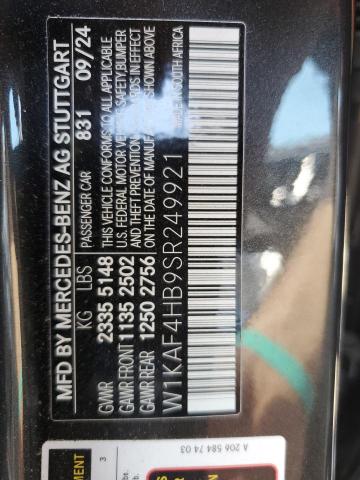 MFD BY MERCEDES-BENZ AG STUTTGART
PASSENGER CAR 831 09/24
KG LBS
GVWR 2335 5148
GAWR FRONT 1135 2502
GAWR REAR 1250 2756
THIS VEHICLE CONFORMS TO ALL APPLICABLE
U.S. FEDERAL MOTOR VEHICLE SAFETY, BUMPER
AND THEFT PREVENTION STANDARDS IN EFFECT
ON THE DATE OF MANUFACTURE SHOWN ABOVE
MADE IN SOUTH AFRICA
W1KAF4HB9SR249921
A 206 584 74 03
3